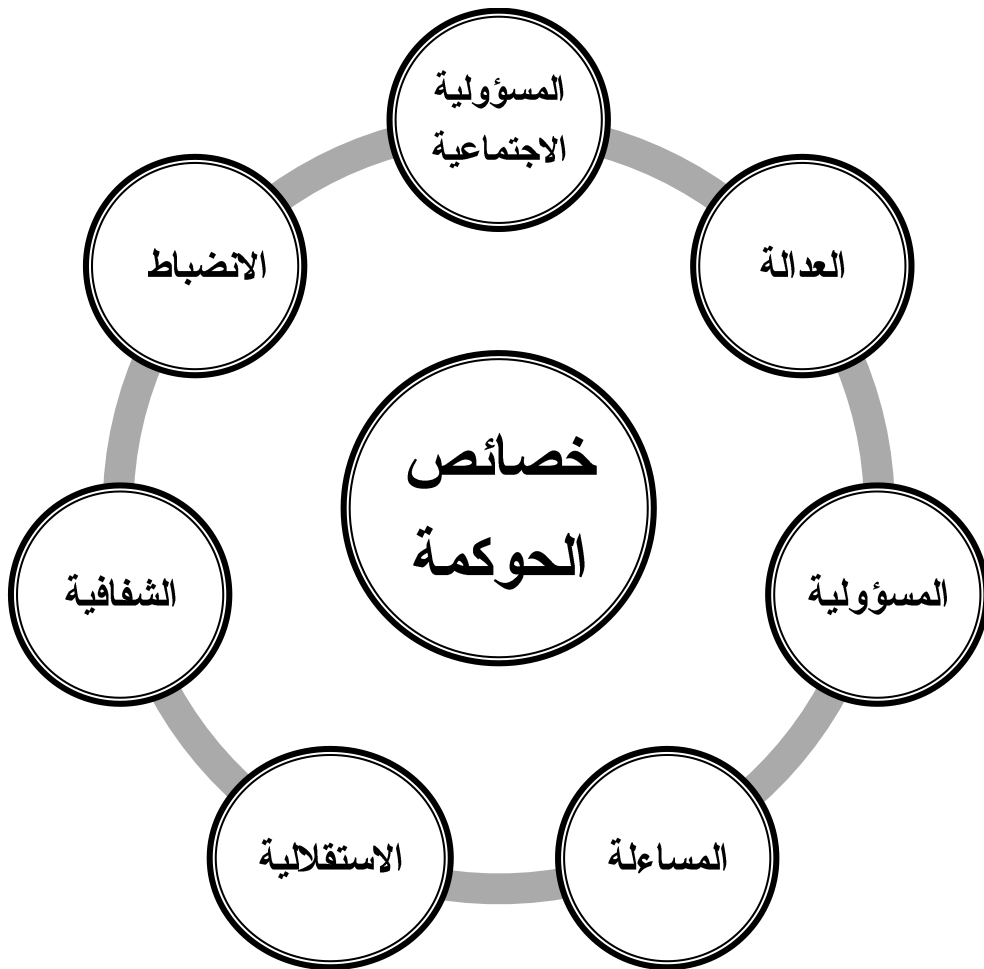 المسؤولية
الاجتماعية
الانضباط
العدالة
خصائص
الحوكمة
الشفافية
المسؤولية
الاستقلالية
المساءلة